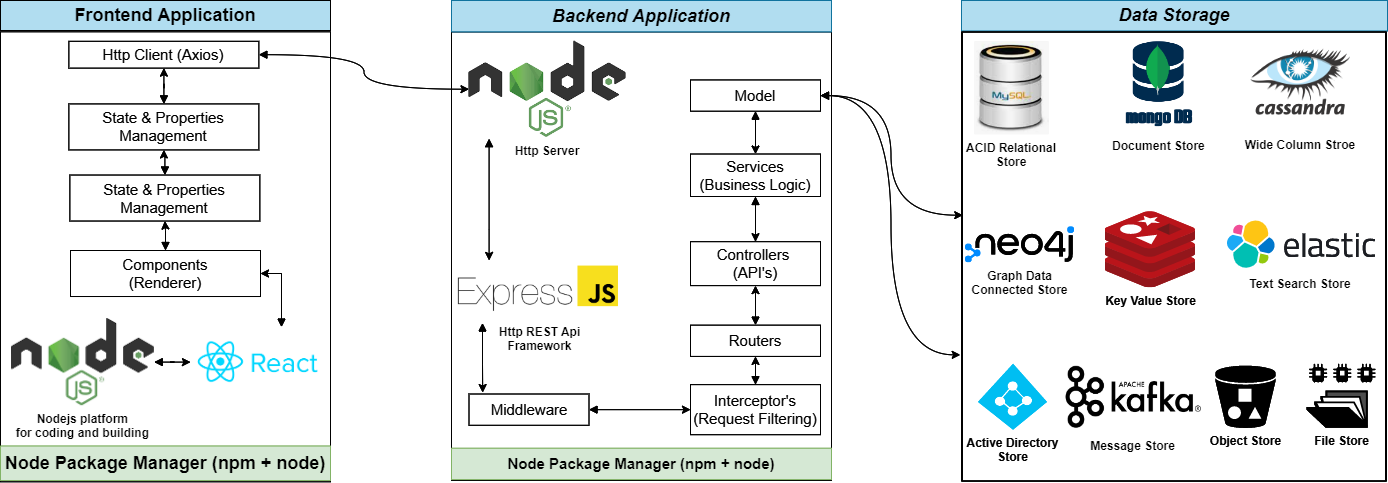 Frontend Application
Http Client (Axios)
State & Properties
Management
State & Properties
Management
Components
(Renderer)
node
JS
®
React
Nodejs platform
for coding and building
Node Package Manager (npm + node)
Backend Application
node
JS
®
Http Server
Express JS
Http REST Api
Framework
Middleware
Model
Services
(Business Logic)
Controllers
(API's)
Routers
Interceptor's
(Request Filtering)
Node Package Manager (npm + node)
Data Storage
MySQL
ACID Relational
Store
mongo DB
Document Store
cassandra
Wide Column Stroe
neo4j
Graph Data
Connected Store
Key Value Store
elastic
Text Search Store
Active Directory
Store
APACHE
kafka®
Message Store
Object Store
File Store